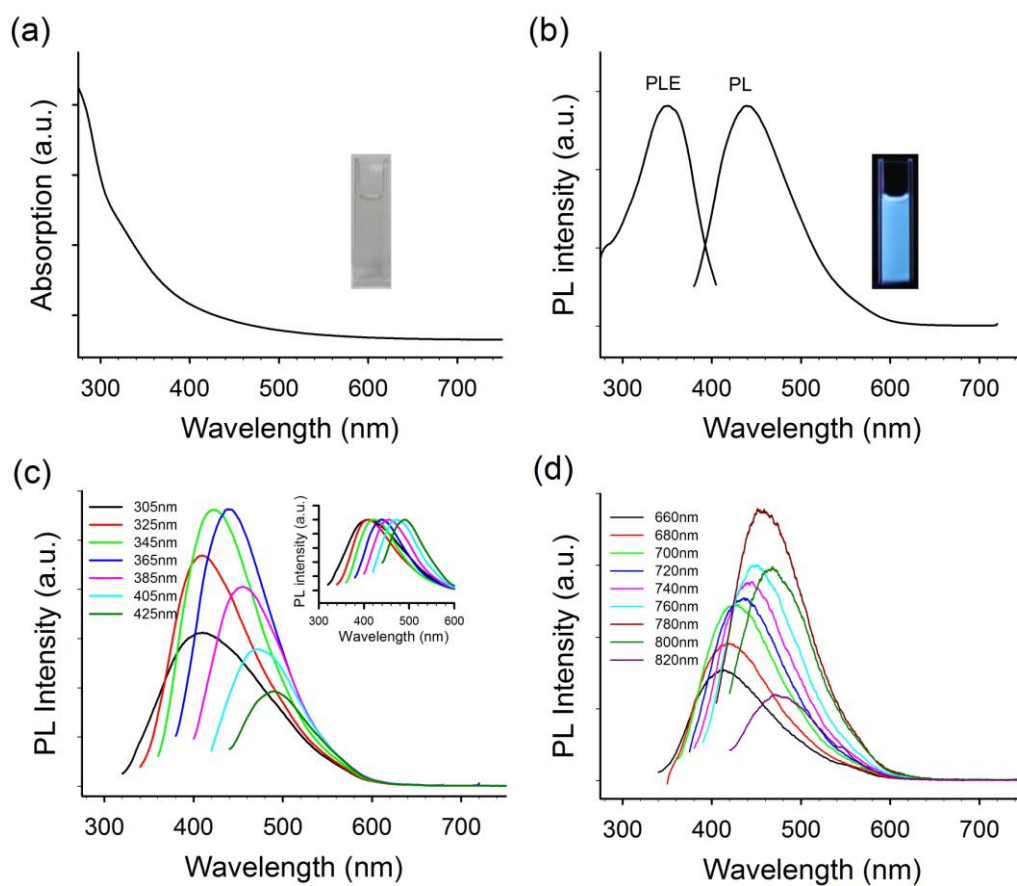 (a)
Absorption (a.u.)
300 400 500 600 700
Wavelength (nm)
(b)
PL intensity (a.u.)
PLE PL
300 400 500 600 700
Wavelength (nm)
(c)
PL Intensity (a.u.)
305nm
325nm
345nm
365nm
385nm
405nm
425nm
PL intensity (a.u.)
300 400 500 600
Wavelength (nm)
300 400 500 600 700
Wavelength (nm)
(d)
PL Intensity (a.u.)
660nm
680nm
700nm
720nm
740nm
760nm
780nm
800nm
820nm
300 400 500 600 700
Wavelength (nm)